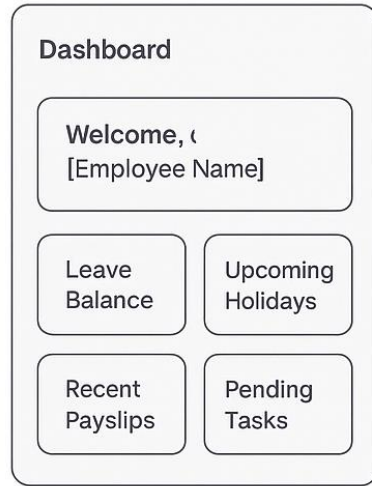 Dashboard
Welcome,
[Employee Name]
Leave
Balance
Upcoming
Holidays
Recent
Payslips
Pending
Tasks